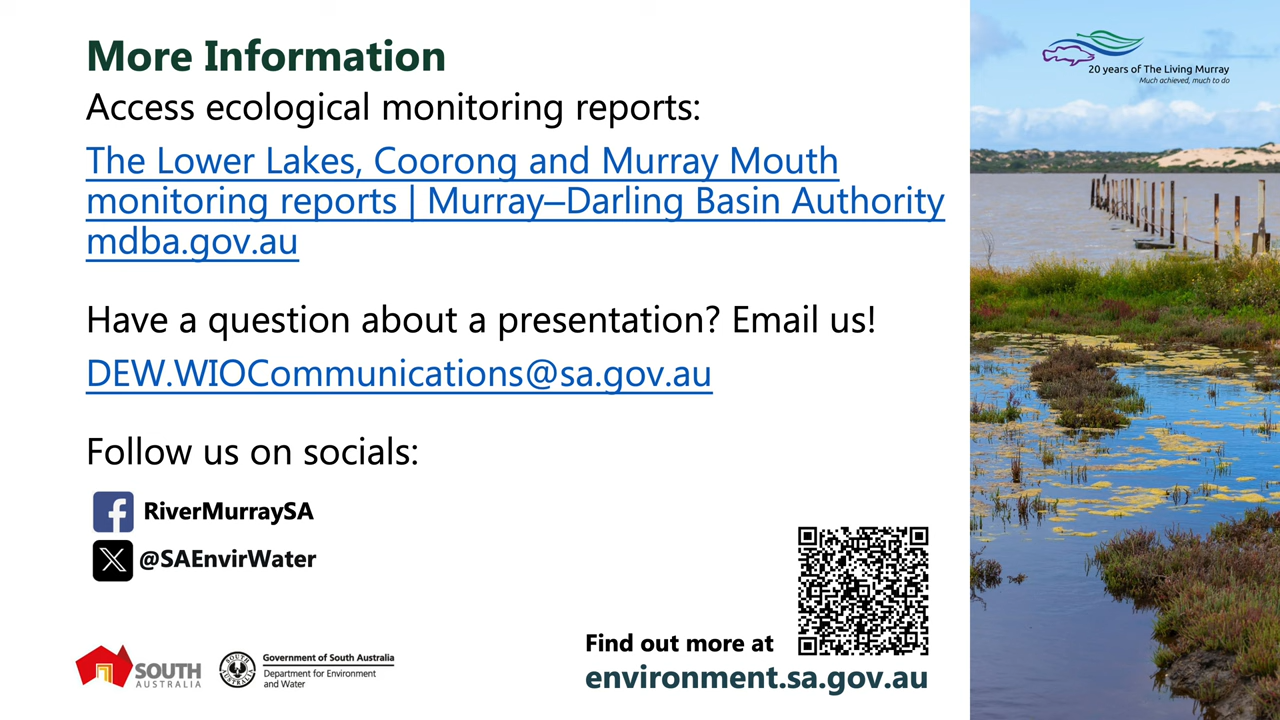 More Information
Access ecological monitoring reports:
The Lower Lakes, Coorong and Murray Mouth
monitoring reports | Murray–Darling Basin Authority
mdba.gov.au
Have a question about a presentation? Email us!
DEW.WIOCommunications@sa.gov.au
Follow us on socials:
RiverMurraySA
@SAEnvirWater
SOUTH
AUSTRALIA
SOUTH AUSTRALIA
Government of South Australia
Department for Environment
and Water
Find out more at
environment.sa.gov.au
20 years of The Living Murray
Much achieved, much to do